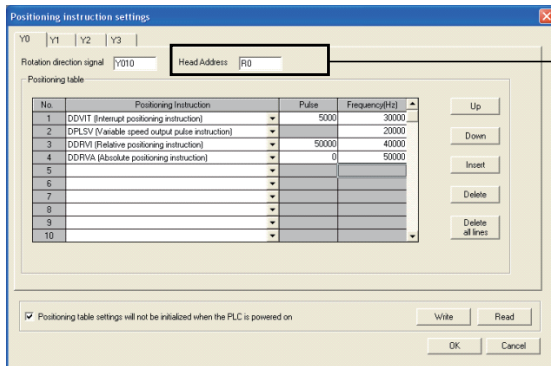 Positioning instruction settings
Y0 Y1 Y2 Y3
Rotation direction signal Y010 Head Address R0
Positioning table
No. Positioning Instruction Pulse Frequency(Hz)
1 DDVIT (Interrupt positioning instruction) 5000 30000
2 DPLSV (Variable speed output pulse instruction) 20000
3 DDRVI (Relative positioning instruction) 50000 40000
4 DDRVA (Absolute positioning instruction) 0 50000
5
6
7
8
9
10
Up
Down
Insert
Delete
Delete
all lines
Positioning table settings will not be initialized when the PLC is powered on
Write Read
OK Cancel